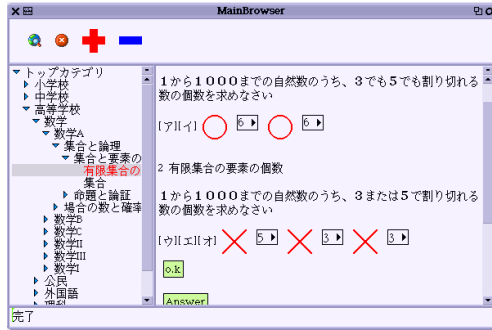 MainBrowser
トップカテゴリ
小学校
中学校
高等学校
数学
数学A
集合と論理
集合と要素の
有限集合の
集合
命題と論証
場合の数と確率
数学B
数学C
数学II
数学III
数学I
公民
外国語
理科
1から1000までの自然数のうち、3でも5でも割り切れる
数の個数を求めなさい
[ア][イ] 6 6
2 有限集合の要素の個数
1から1000までの自然数のうち、3または5で割り切れる
数の個数を求めなさい
[ウ][エ][オ] 5 3 3
o.k
Answer
完了